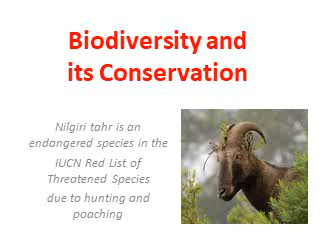 Biodiversity and
its Conservation
Nilgiri tahr is an
endangered species in the
IUCN Red List of
Threatened Species
due to hunting and
poaching